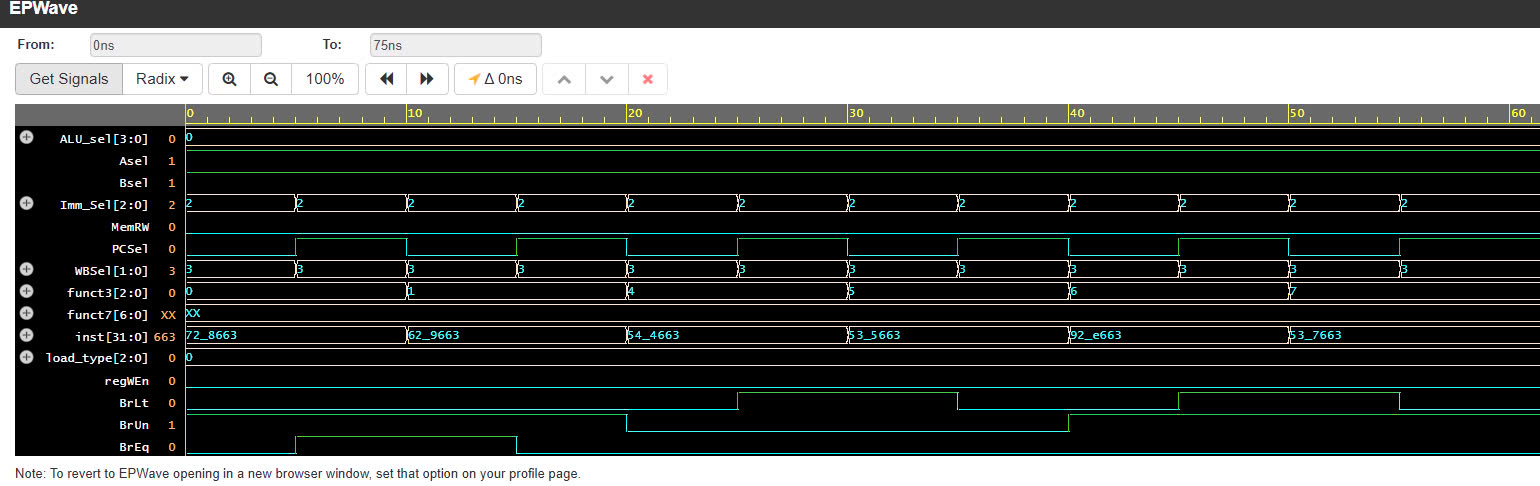 EPWave
From: 0ns To: 75ns
Get Signals Radix 100% Δ 0ns
0 10 20 30 40 50 60
ALU_sel[3:0] 0 0
Asel 1
Bsel 1
Imm_Sel[2:0] 2 2 2 2 2 2 2 2 2 2 2 2 2
MemRW 0
PCSel 0
WBSel[1:0] 3 3 3 3 3 3 3 3 3 3 3 3 3
funct3[2:0] 0 0 1 4 5 6 7
funct7[6:0] XX XX
inst[31:0] 663 72_8663 62_9663 54_4663 53_5663 92_e663 53_7663
load_type[2:0] 0 0
regWEn 0
BrLt 0
BrUn 1
BrEq 0
Note: To revert to EPWave opening in a new browser window, set that option on your profile page.